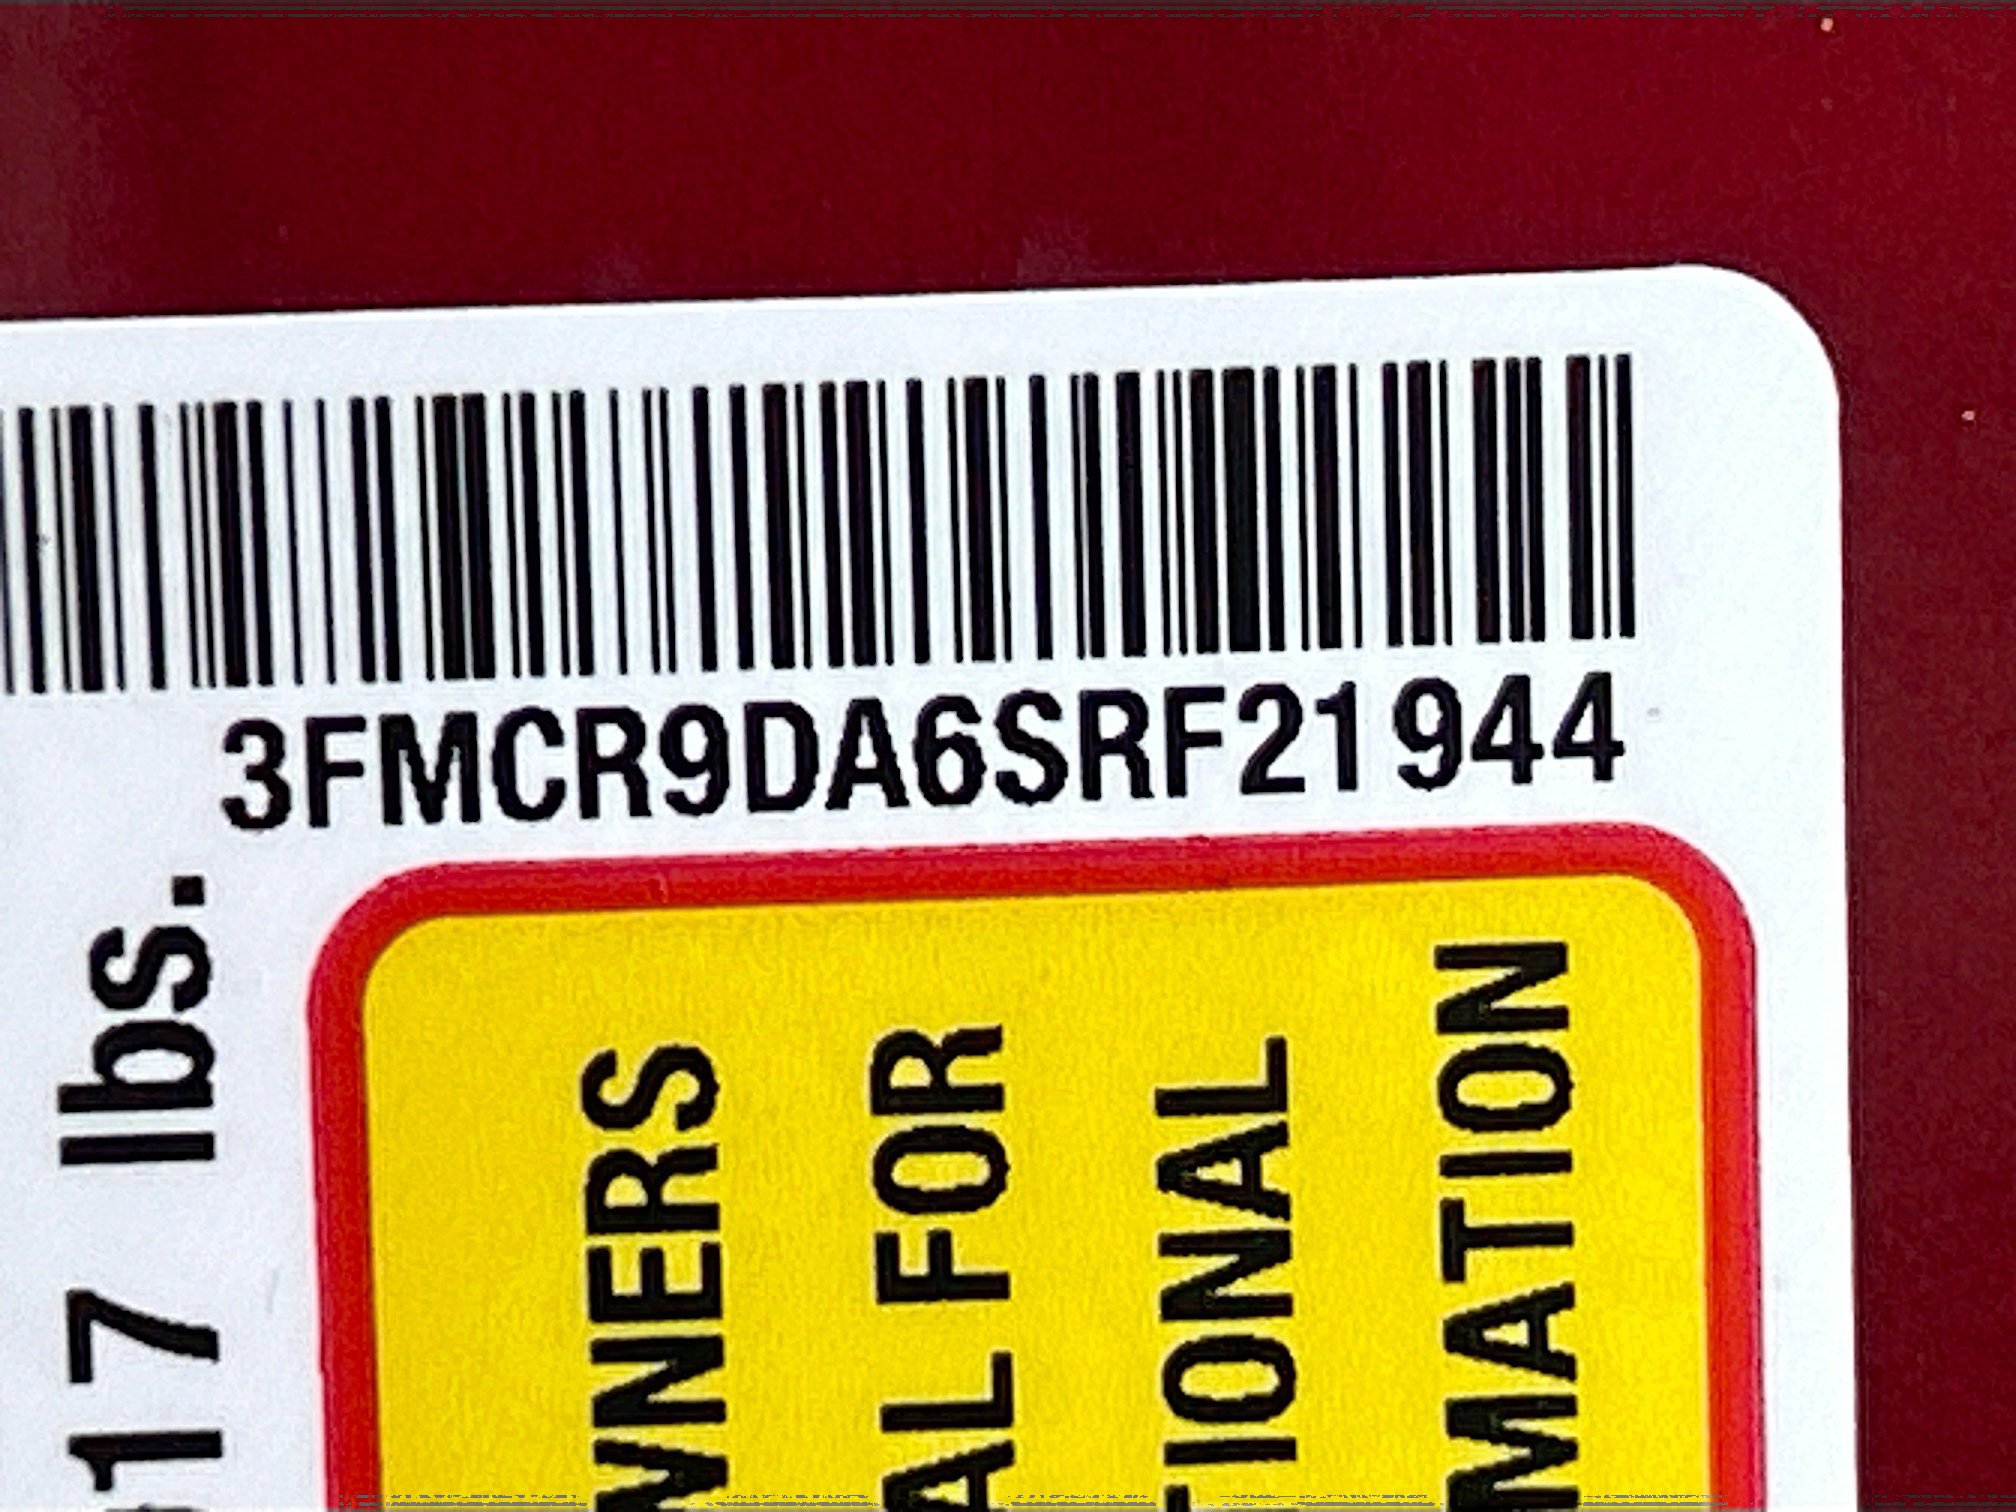 3FMCR9DA6SRF21944
17 lbs.
WNERS
AL FOR
TIONAL
MATION